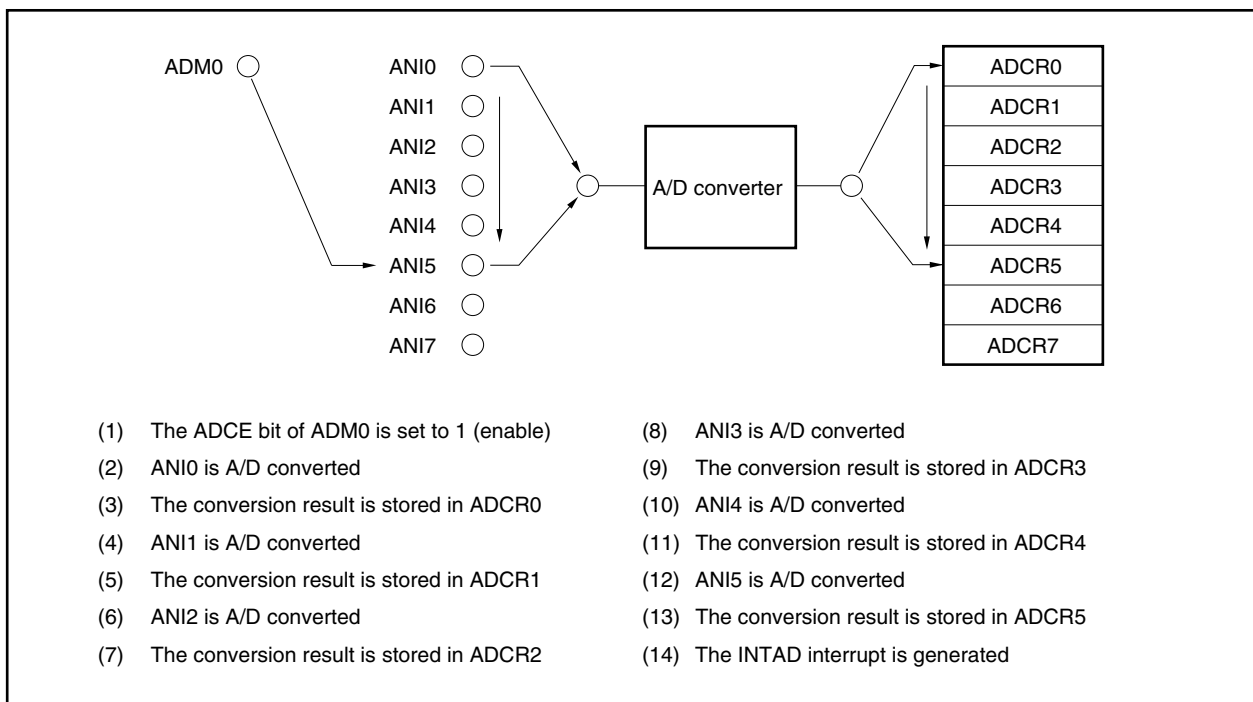 ADM0
ANI0
ANI1
ANI2
ANI3
ANI4
ANI5
ANI6
ANI7
A/D converter
ADCR0
ADCR1
ADCR2
ADCR3
ADCR4
ADCR5
ADCR6
ADCR7
(1) The ADCE bit of ADM0 is set to 1 (enable)
(2) ANI0 is A/D converted
(3) The conversion result is stored in ADCR0
(4) ANI1 is A/D converted
(5) The conversion result is stored in ADCR1
(6) ANI2 is A/D converted
(7) The conversion result is stored in ADCR2
(8) ANI3 is A/D converted
(9) The conversion result is stored in ADCR3
(10) ANI4 is A/D converted
(11) The conversion result is stored in ADCR4
(12) ANI5 is A/D converted
(13) The conversion result is stored in ADCR5
(14) The INTAD interrupt is generated